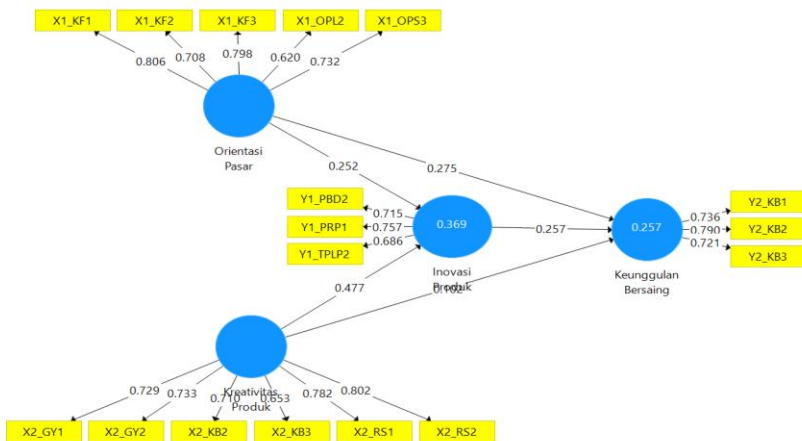 X1_KF1 X1_KF2 X1_KF3 X1_OPL2 X1_OPS3
0.806 0.708 0.798 0.620 0.732
Orientasi
Pasar
0.252 0.275
Y1_PBD2
Y1_PRP1
Y1_TPLP2
0.715
0.757
0.686
0.369
Inovasi
Produk
0.257
0.257
Keunggulan
Bersaing
0.736
0.790
0.721
Y2_KB1
Y2_KB2
Y2_KB3
0.477
Kreativitas
Produk
0.729 0.733 0.710 0.653 0.782 0.802
X2_GY1 X2_GY2 X2_KB2 X2_KB3 X2_RS1 X2_RS2